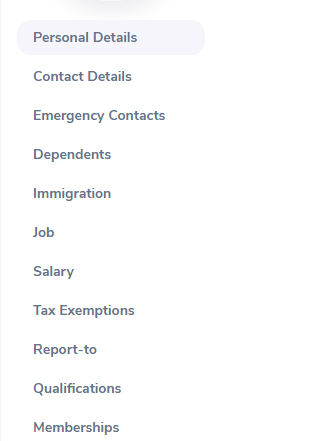 Personal Details
Contact Details
Emergency Contacts
Dependents
Immigration
Job
Salary
Tax Exemptions
Report-to
Qualifications
Memberships